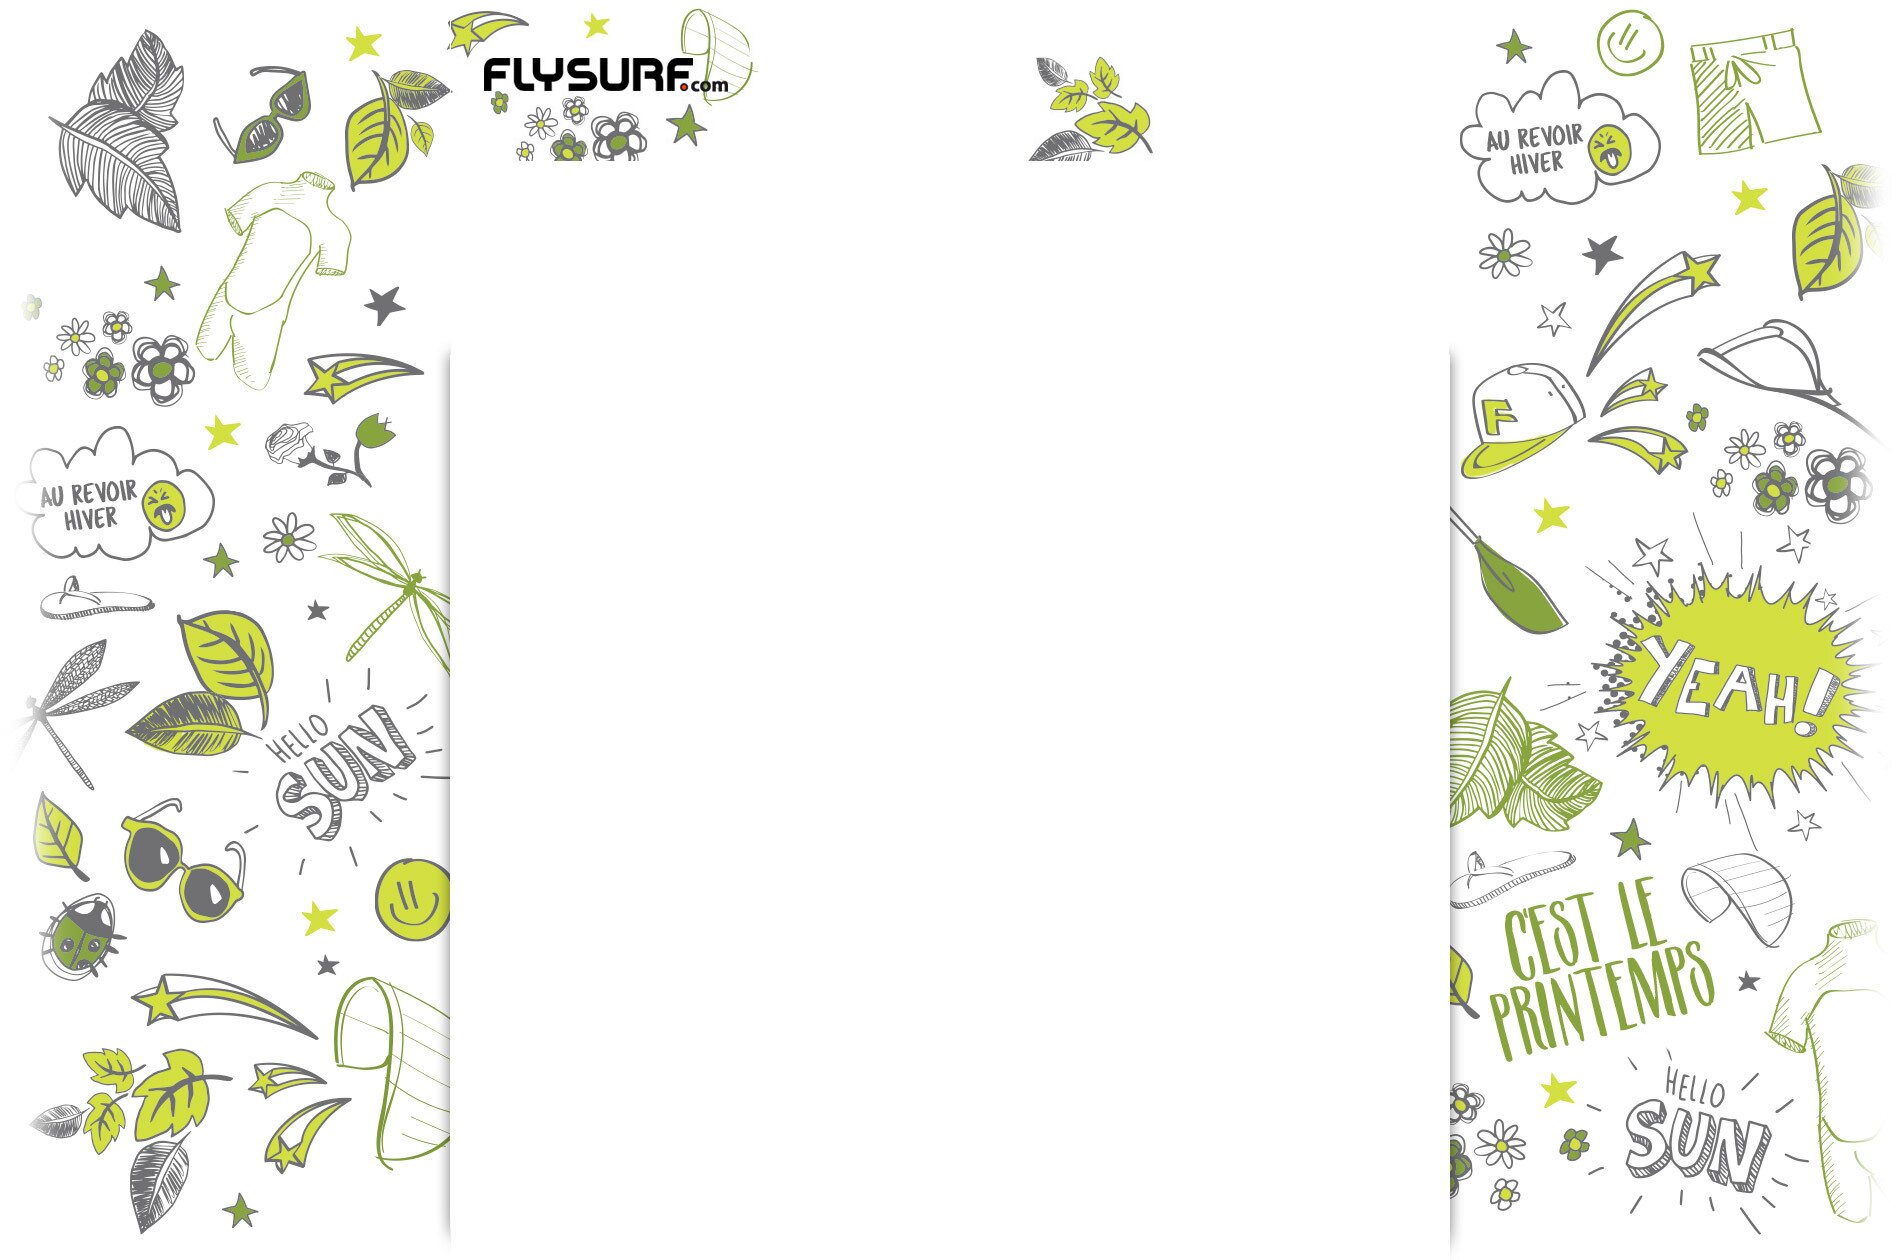 FLYSURF.com
AU REVOIR
HIVER
HELLO
SUN
AU REVOIR
HIVER
F
YEAH!
C'EST LE
PRINTEMPS
HELLO
SUN